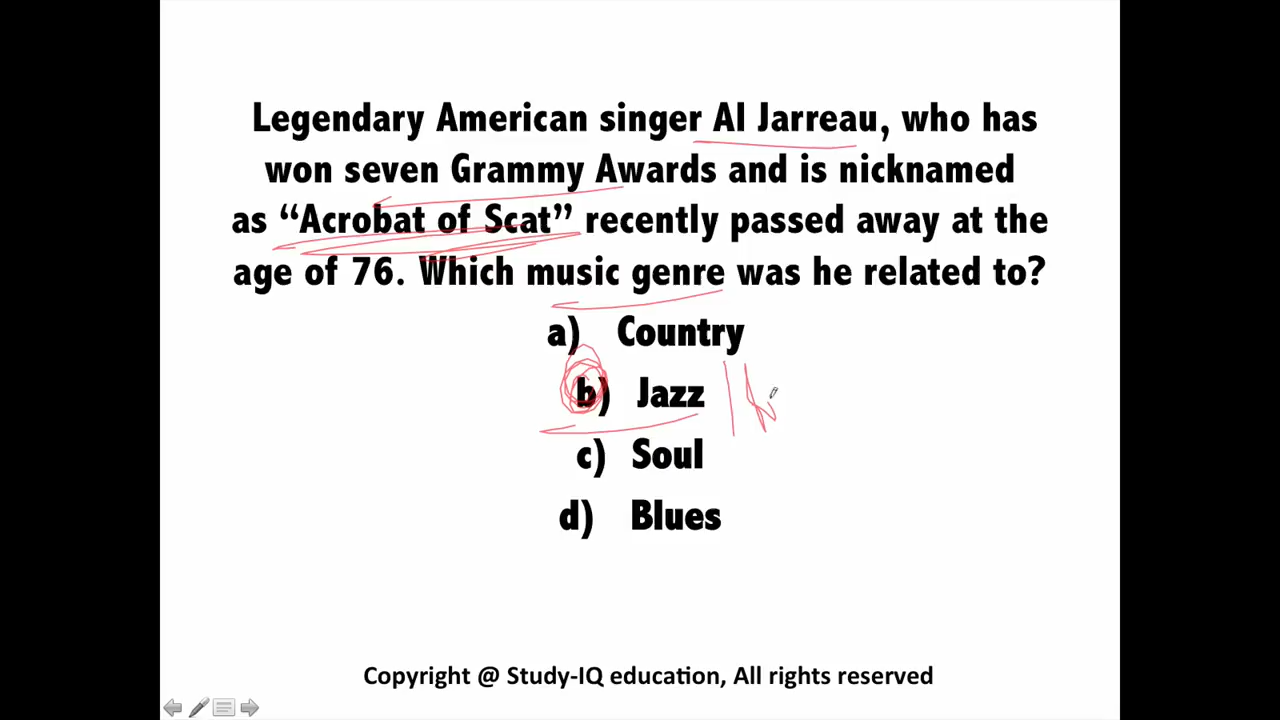 Legendary American singer Al Jarreau, who has
won seven Grammy Awards and is nicknamed
as “Acrobat of Scat” recently passed away at the
age of 76. Which music genre was he related to?
a) Country
b) Jazz
c) Soul
d) Blues
Copyright @ Study-IQ education, All rights reserved